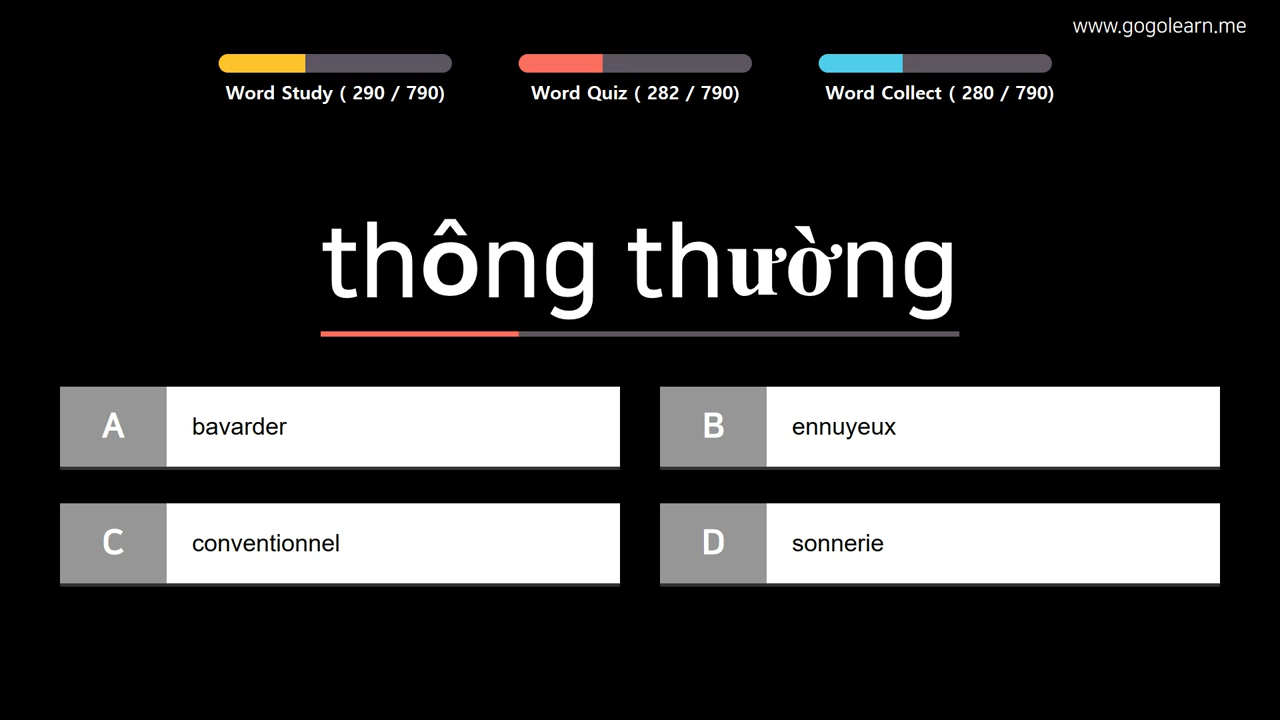 www.gogolearn.me
Word Study ( 290 / 790)
Word Quiz ( 282 / 790)
Word Collect ( 280 / 790)
thông thường
A bavarder
B ennuyeux
C conventionnel
D sonnerie